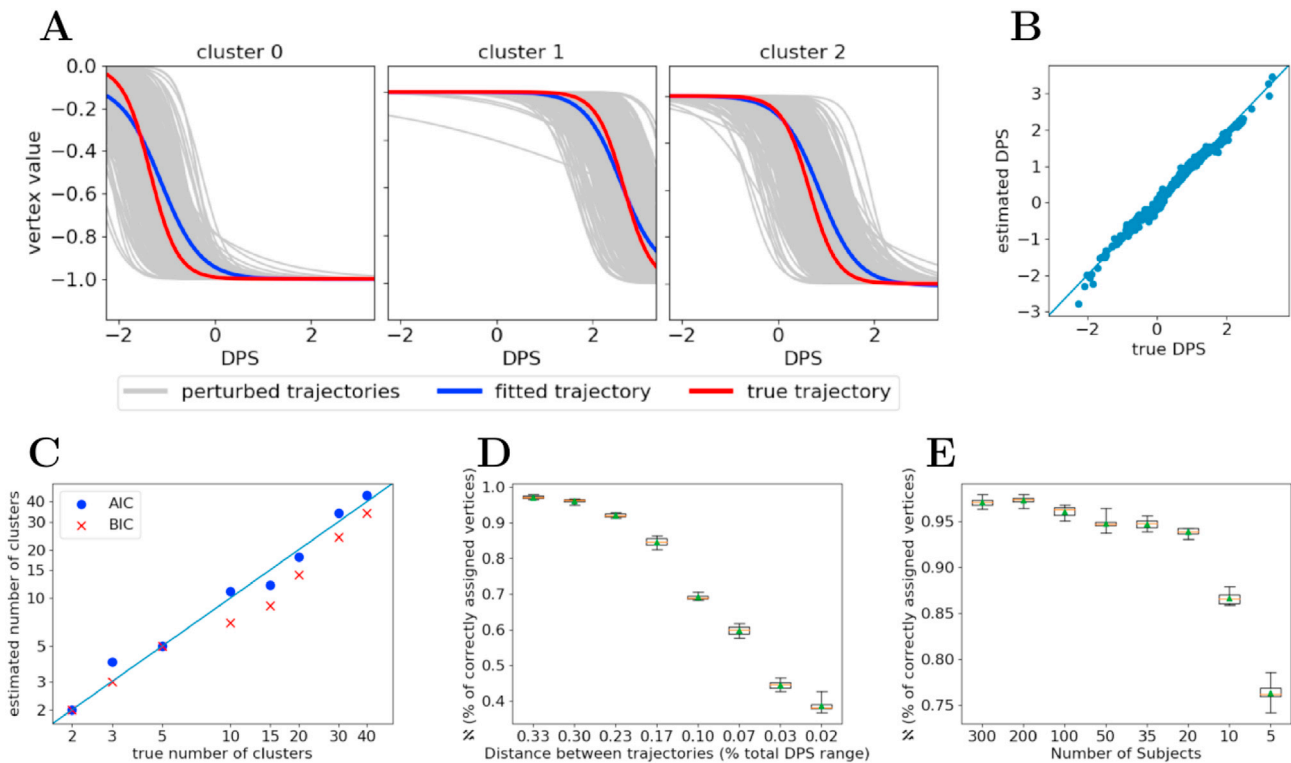 A
B
cluster 0
cluster 1
cluster 2
0.0
−0.2
−0.4
−0.6
−0.8
−1.0
vertex value
−2 0 2
−2 0 2
−2 0 2
DPS
DPS
DPS
perturbed trajectories
fitted trajectory
true trajectory
3
2
1
0
−1
−2
−3
estimated DPS
−2 0 2
true DPS
C
AIC
BIC
40
30
20
15
10
5
3
2
estimated number of clusters
2 3 5 10 15 20 30 40
true number of clusters
D
1.0
0.9
0.8
0.7
0.6
0.5
0.4
ℵ (% of correctly assigned vertices)
0.33 0.30 0.23 0.17 0.10 0.07 0.03 0.02
Distance between trajectories (% total DPS range)
E
0.95
0.90
0.85
0.80
0.75
ℵ (% of correctly assigned vertices)
300 200 100 50 35 20 10 5
Number of Subjects